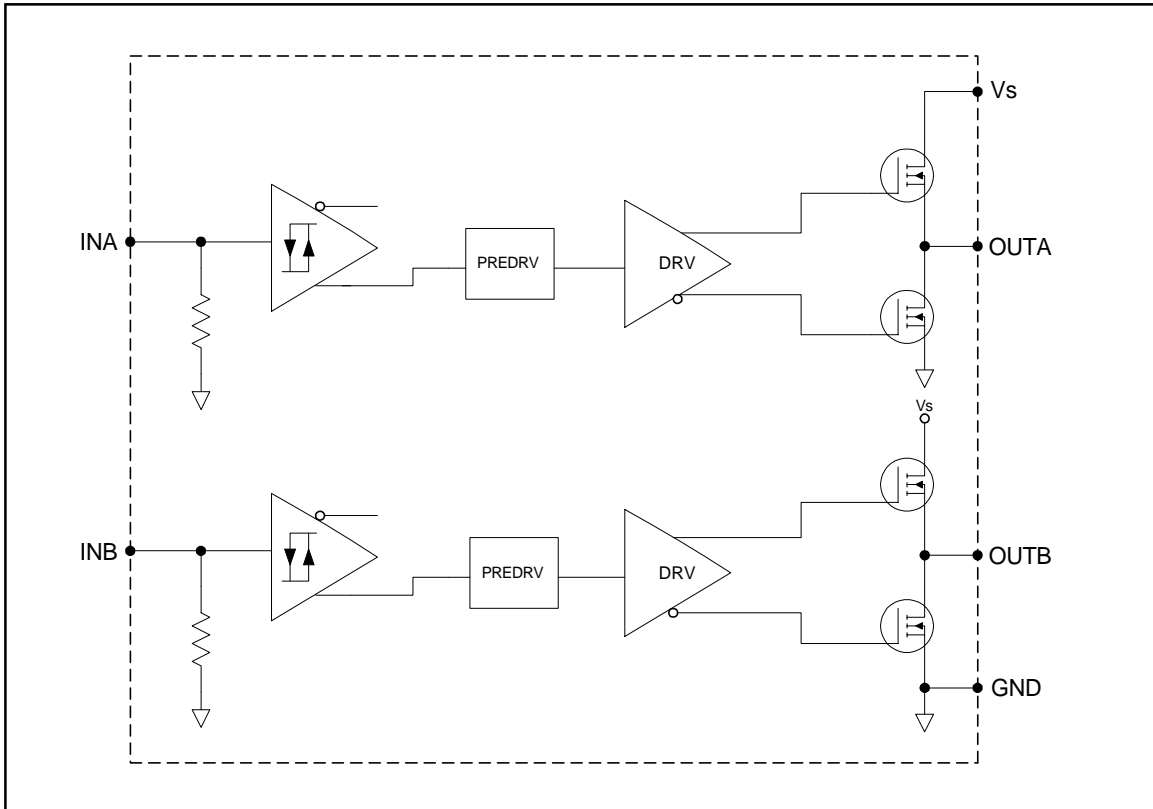 Vs
INA
PREDRV
DRV
OUTA
Vs
INB
PREDRV
DRV
OUTB
GND